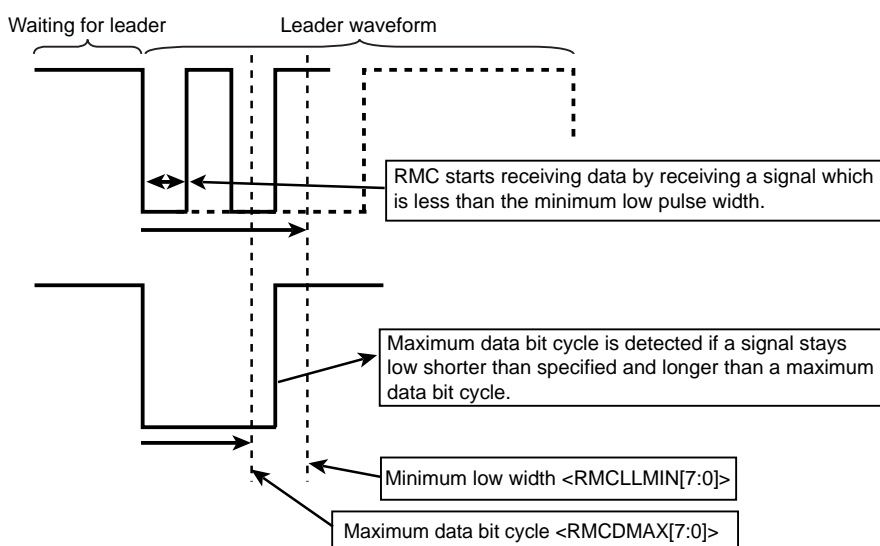 Waiting for leader
Leader waveform
RMC starts receiving data by receiving a signal which
is less than the minimum low pulse width.
Maximum data bit cycle is detected if a signal stays
low shorter than specified and longer than a maximum
data bit cycle.
Minimum low width <RMCLLMIN[7:0]>
Maximum data bit cycle <RMCDMAX[7:0]>